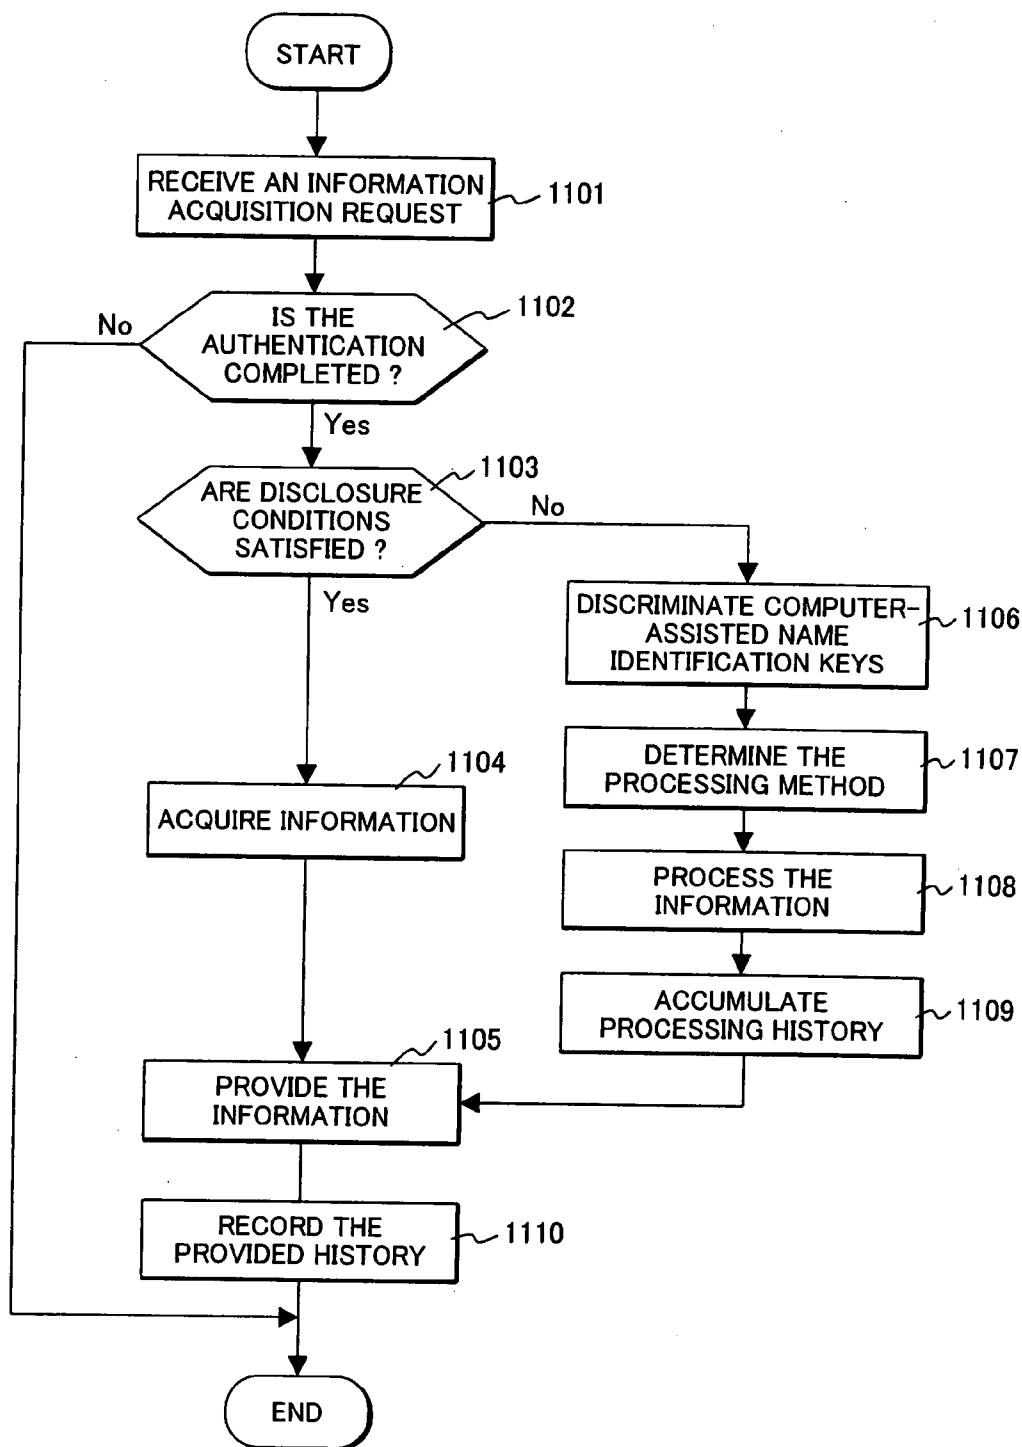 START
RECEIVE AN INFORMATION
ACQUISITION REQUEST
1101
IS THE
AUTHENTICATION
COMPLETED ?
1102
No
Yes
ARE DISCLOSURE
CONDITIONS
SATISFIED ?
1103
No
Yes
DISCRIMINATE COMPUTER-
ASSISTED NAME
IDENTIFICATION KEYS
1106
DETERMINE THE
PROCESSING METHOD
1107
ACQUIRE INFORMATION
1104
PROCESS THE
INFORMATION
1108
ACCUMULATE
PROCESSING HISTORY
1109
PROVIDE THE
INFORMATION
1105
RECORD THE
PROVIDED HISTORY
1110
END